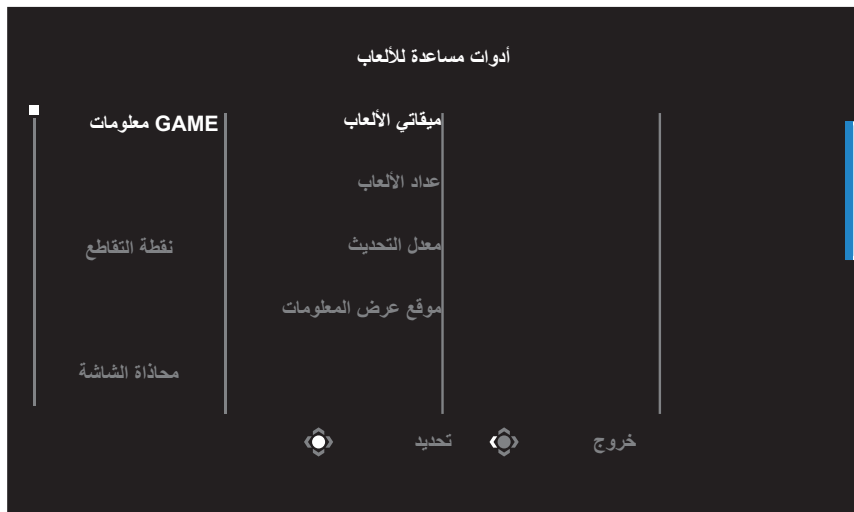 أدوات مساعدة للألعاب
GAME معلومات
نقطة التقاطع
محاذاة الشاشة
ميقاتي الألعاب
عداد الألعاب
معدل التحديث
موقع عرض المعلومات
تحديد
خروج